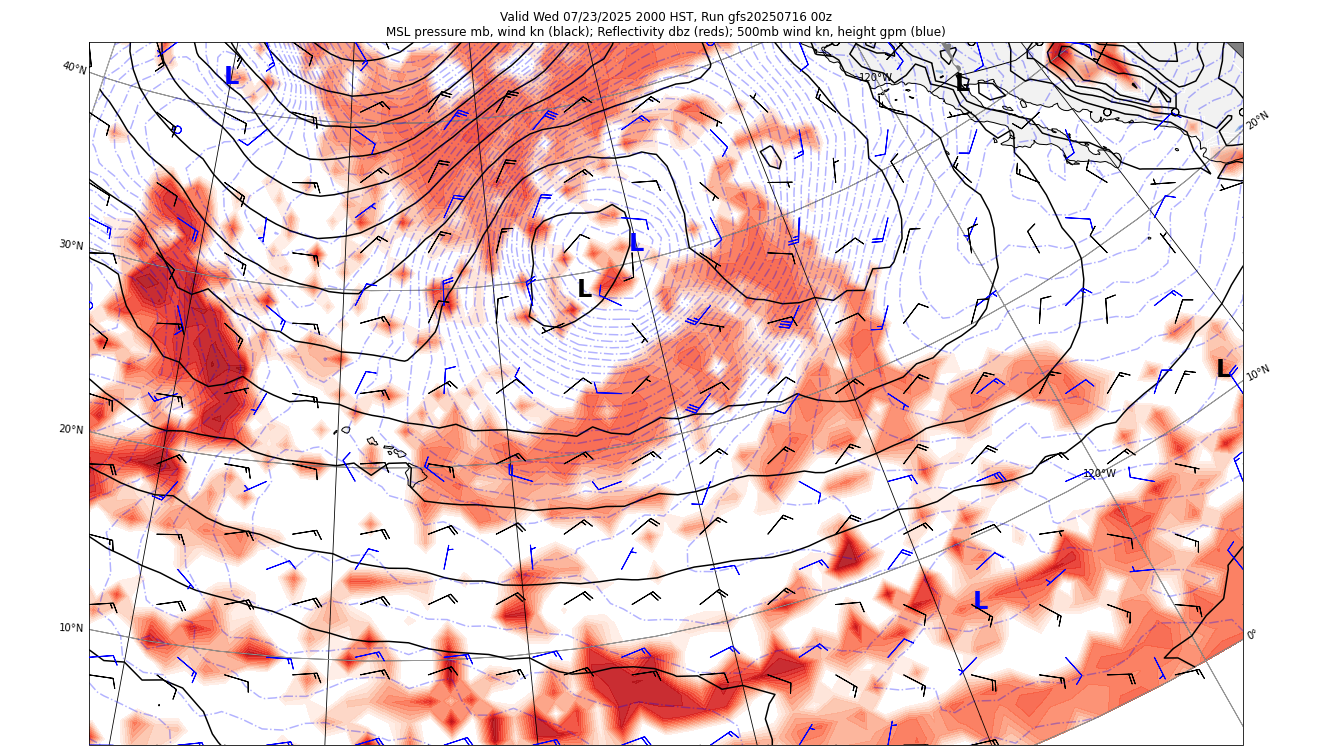 Valid Wed 07/23/2025 2000 HST, Run gfs20250716 00z
MSL pressure mb, wind kn (black); Reflectivity dbz (reds); 500mb wind kn, height gpm (blue)
40°N
L
120°W
L
20°N
30°N
L
L
L
10°N
20°N
120°W
L
10°N
0°